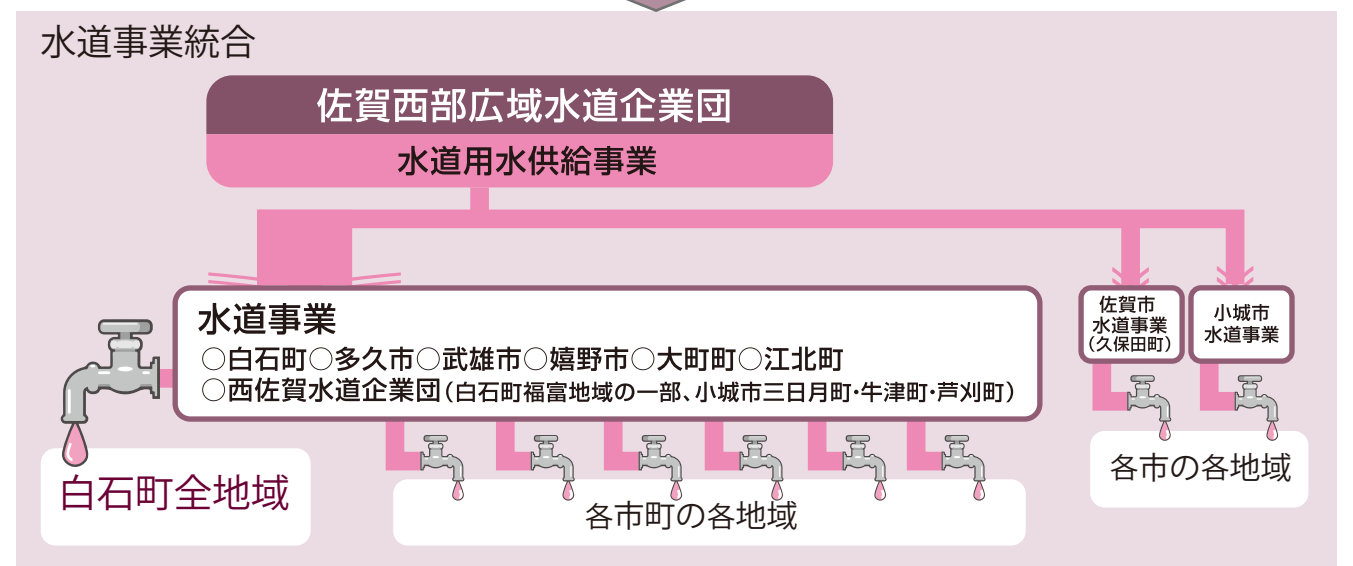 水道事業統合
佐賀西部広域水道企業団
水道用水供給事業
水道事業
○白石町○多久市○武雄市○嬉野市○大町町○江北町
○西佐賀水道企業団(白石町福富地域の一部、小城市三日月町・牛津町・芦刈町)
佐賀市
水道事業
(久保田町)
小城市
水道事業
白石町全地域
各市町の各地域
各市の各地域